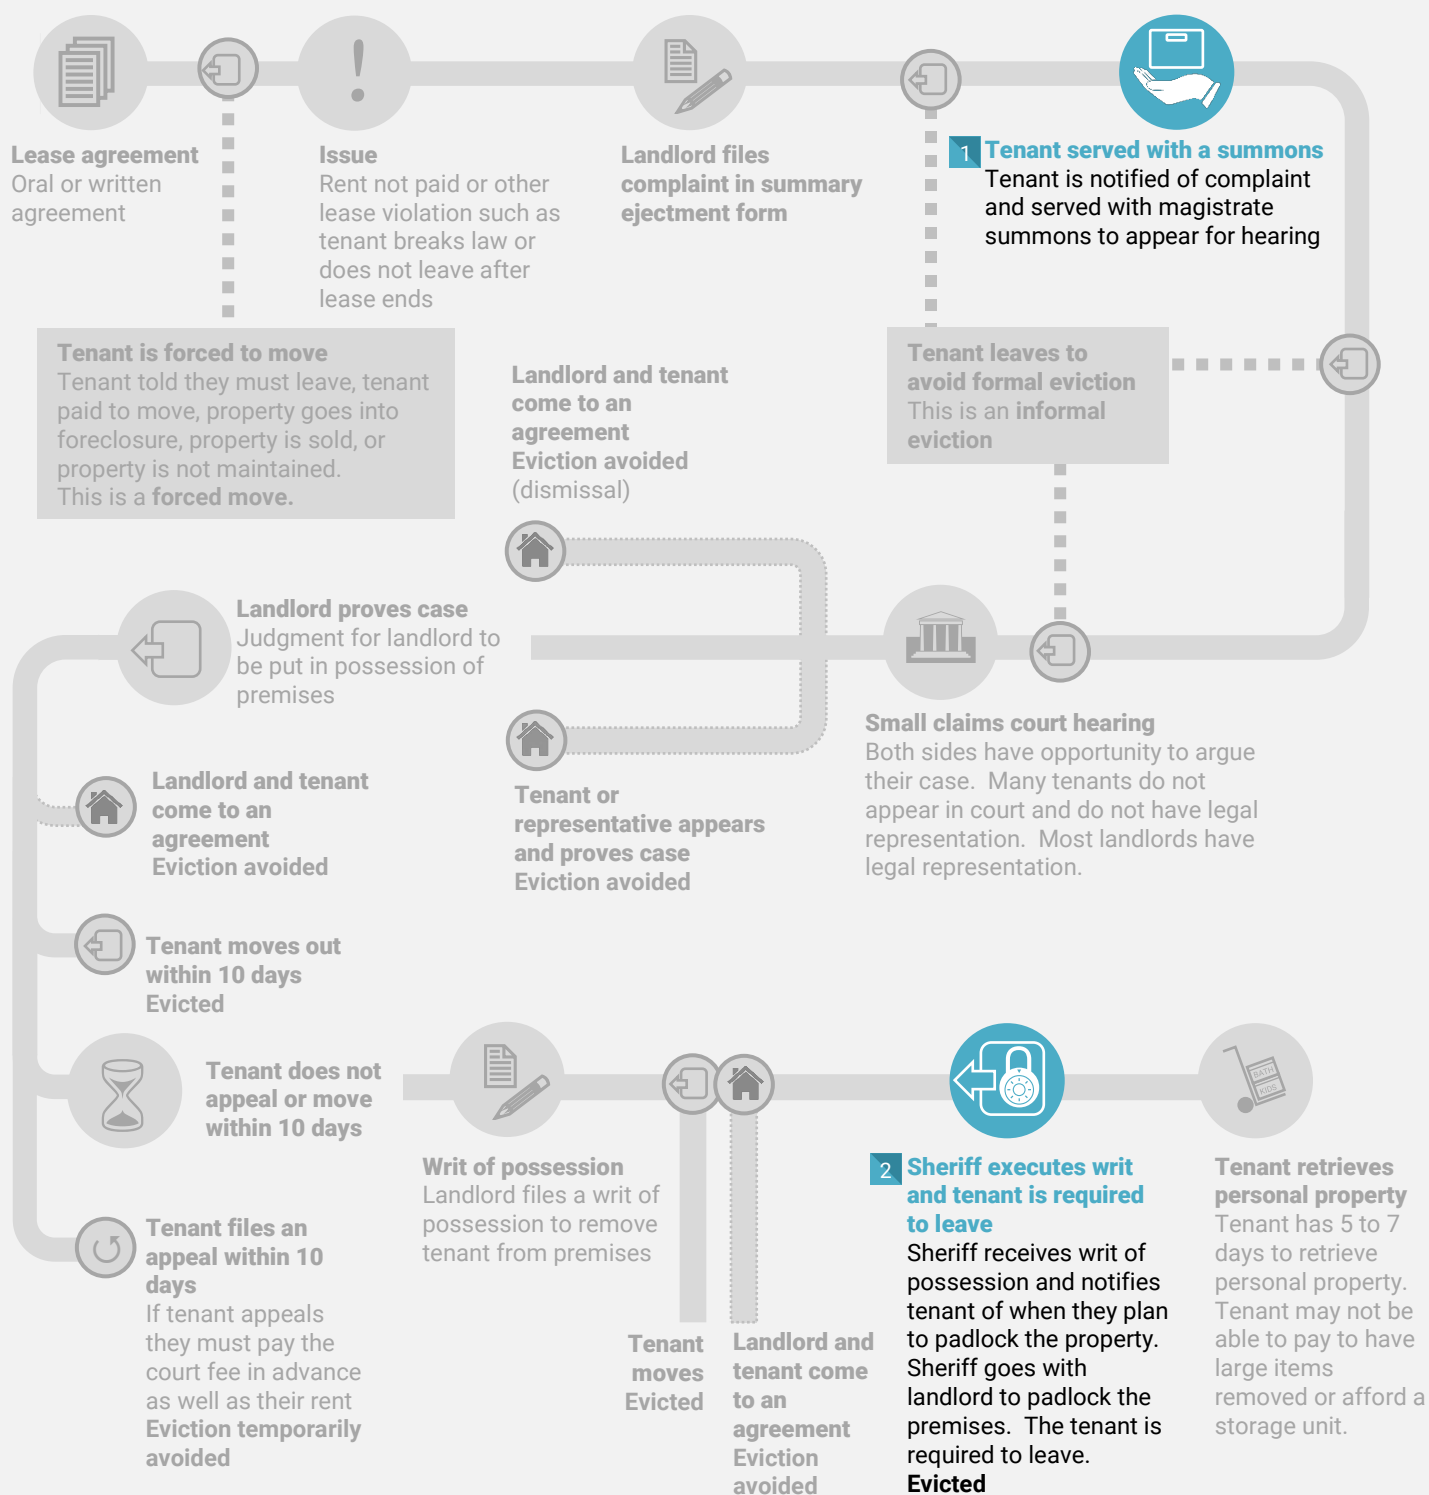 Lease agreement
Oral or written
agreement
Issue
Rent not paid or other
lease violation such as
tenant breaks law or
does not leave after
lease ends
Landlord files
complaint in summary
ejectment form
1 Tenant served with a summons
Tenant is notified of complaint
and served with magistrate
summons to appear for hearing
Tenant is forced to move
Tenant told they must leave, tenant
paid to move, property goes into
foreclosure, property is sold, or
property is not maintained.
This is a forced move.
Landlord and tenant
come to an
agreement
Eviction avoided
(dismissal)
Tenant leaves to
avoid formal eviction
This is an informal
eviction
Landlord proves case
Judgment for landlord to
be put in possession of
premises
Small claims court hearing
Both sides have opportunity to argue
their case. Many tenants do not
appear in court and do not have legal
representation. Most landlords have
legal representation.
Landlord and tenant
come to an
agreement
Eviction avoided
Tenant or
representative appears
and proves case
Eviction avoided
Tenant moves out
within 10 days
Evicted
Tenant does not
appeal or move
within 10 days
Writ of possession
Landlord files a writ of
possession to remove
tenant from premises
2 Sheriff executes writ
and tenant is required
to leave
Sheriff receives writ of
possession and notifies
tenant of when they plan
to padlock the property.
Sheriff goes with
landlord to padlock the
premises. The tenant is
required to leave.
Evicted
BATH
KIDS
Tenant retrieves
personal property
Tenant has 5 to 7
days to retrieve
personal property.
Tenant may not be
able to pay to have
large items
removed or afford a
storage unit.
Tenant files an
appeal within 10
days
If tenant appeals
they must pay the
court fee in advance
as well as their rent
Eviction temporarily
avoided
Tenant
moves
Evicted
Landlord and
tenant come
to an
agreement
Eviction
avoided